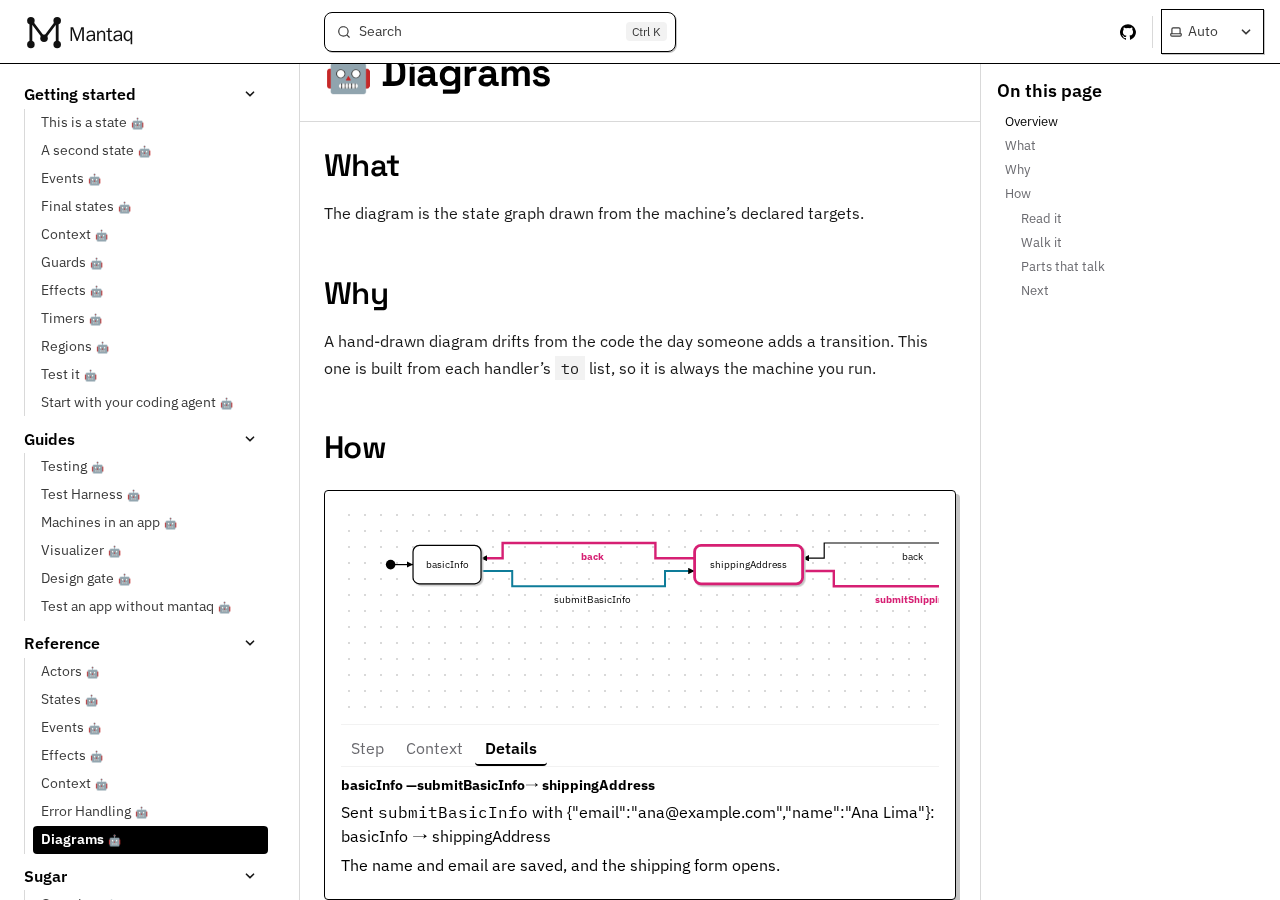 Mantaq
Search
Ctrl K
Auto
Getting started
This is a state 🤖
A second state 🤖
Events 🤖
Final states 🤖
Context 🤖
Guards 🤖
Effects 🤖
Timers 🤖
Regions 🤖
Test it 🤖
Start with your coding agent 🤖
Guides
Testing 🤖
Test Harness 🤖
Machines in an app 🤖
Visualizer 🤖
Design gate 🤖
Test an app without mantaq 🤖
Reference
Actors 🤖
States 🤖
Events 🤖
Effects 🤖
Context 🤖
Error Handling 🤖
Diagrams 🤖
Sugar
🤖 Diagrams
What
The diagram is the state graph drawn from the machine’s declared targets.
Why
A hand-drawn diagram drifts from the code the day someone adds a transition. This
one is built from each handler’s to list, so it is always the machine you run.
How
basicInfo
back
submitBasicInfo
shippingAddress
back
submitShippi
Step
Context
Details
basicInfo —submitBasicInfo→ shippingAddress
Sent submitBasicInfo with {"email":"ana@example.com","name":"Ana Lima"}:
basicInfo → shippingAddress
The name and email are saved, and the shipping form opens.
On this page
Overview
What
Why
How
Read it
Walk it
Parts that talk
Next